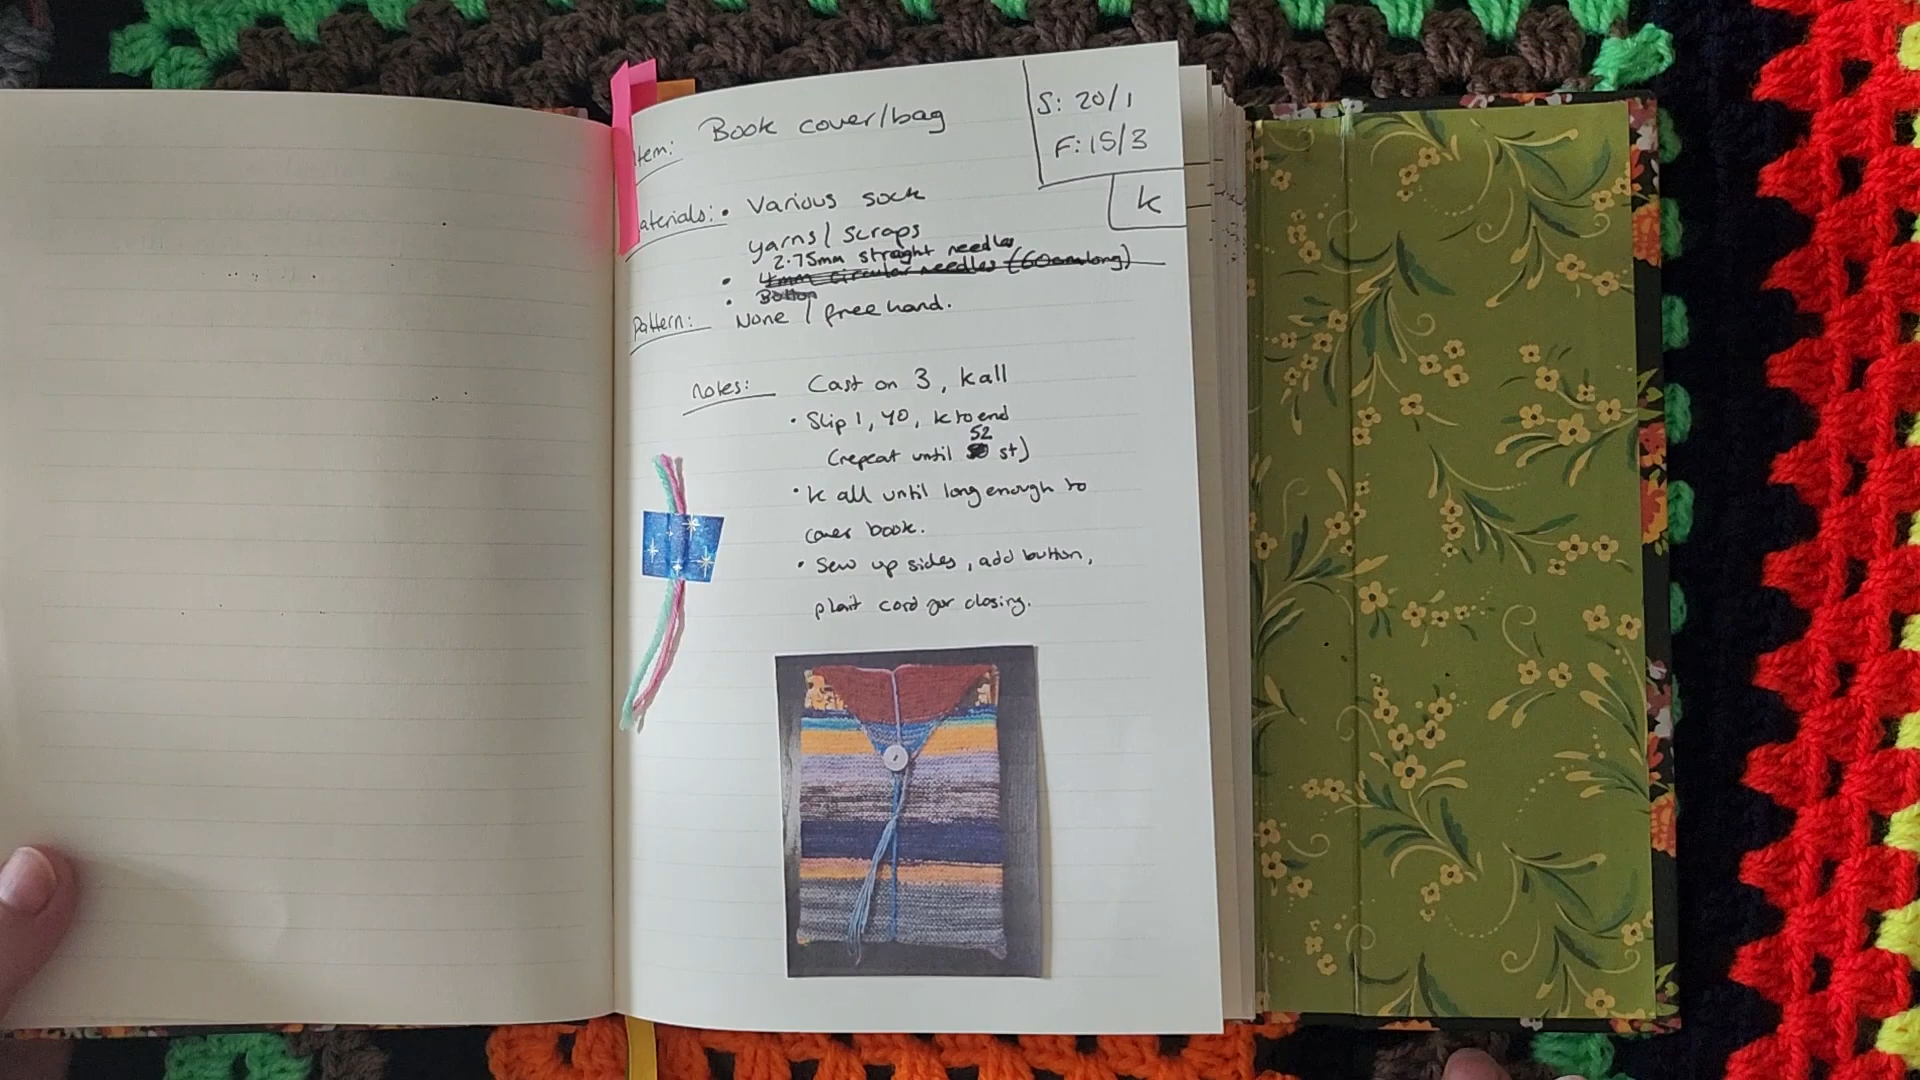 Item: Book cover/bag
S: 20/1
F: 15/3
K
Materials: • Various sock
yarns/ Scraps
2.75mm straight needles
• 4mm circular needles (60cm long)
• Button
Pattern: None / free hand.
Notes: Cast on 3, k all
• Slip 1, YO, k to end
52
(repeat until st)
• k all until long enough to
cover book.
• Sew up sides, add button,
plait cord for closing.